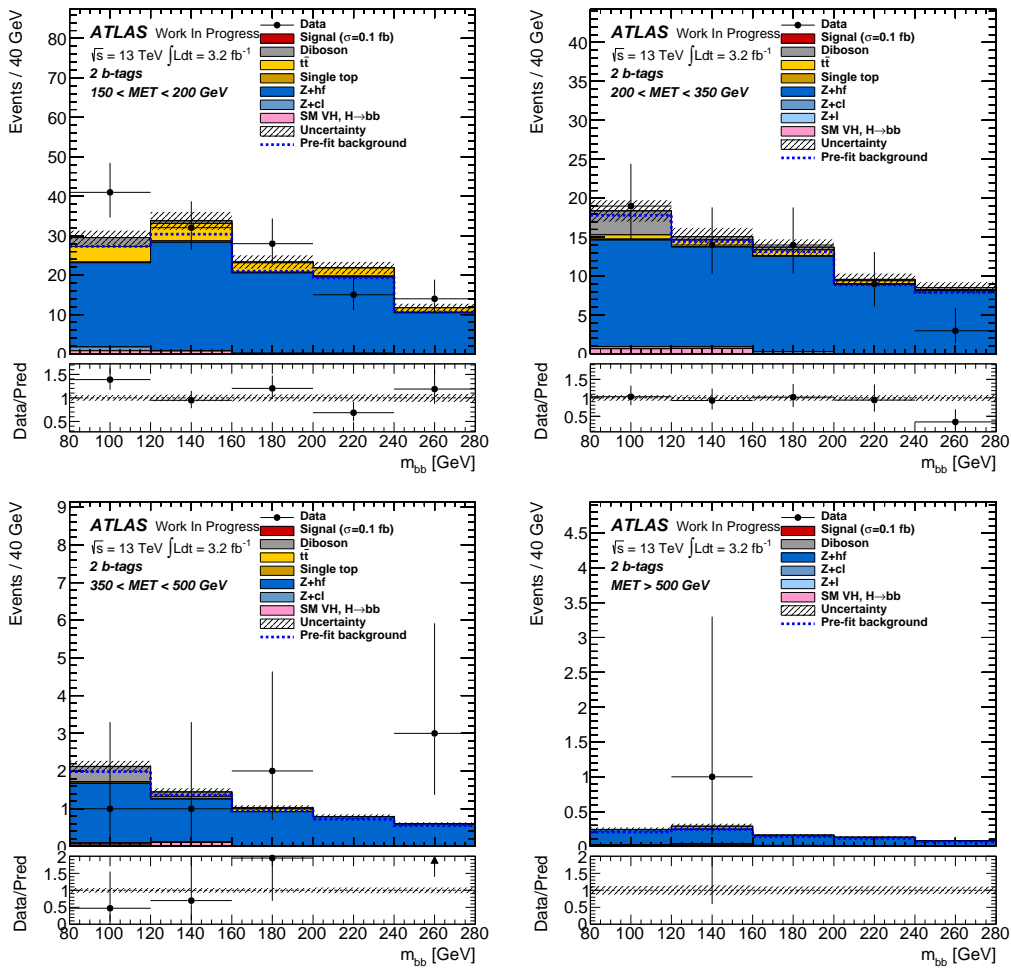 Events / 40 GeV
80
70
60
50
40
30
20
10
0
ATLAS Work In Progress
√s = 13 TeV ∫Ldt = 3.2 fb⁻¹
2 b-tags
150 < MET < 200 GeV
Data
Signal (σ=0.1 fb)
Diboson
tt̄
Single top
Z+hf
Z+cl
SM VH, H→bb
Uncertainty
Pre-fit background
Data/Pred
1.5
1
0.5
80 100 120 140 160 180 200 220 240 260 280
m_bb [GeV]
Events / 40 GeV
40
35
30
25
20
15
10
5
0
ATLAS Work In Progress
√s = 13 TeV ∫Ldt = 3.2 fb⁻¹
2 b-tags
200 < MET < 350 GeV
Data
Signal (σ=0.1 fb)
Diboson
tt̄
Single top
Z+hf
Z+cl
Z+l
SM VH, H→bb
Uncertainty
Pre-fit background
Data/Pred
1.5
1
0.5
80 100 120 140 160 180 200 220 240 260 280
m_bb [GeV]
Events / 40 GeV
9
8
7
6
5
4
3
2
1
0
ATLAS Work In Progress
√s = 13 TeV ∫Ldt = 3.2 fb⁻¹
2 b-tags
350 < MET < 500 GeV
Data
Signal (σ=0.1 fb)
Diboson
tt̄
Single top
Z+hf
Z+cl
SM VH, H→bb
Uncertainty
Pre-fit background
Data/Pred
2
1.5
1
0.5
0
80 100 120 140 160 180 200 220 240 260 280
m_bb [GeV]
Events / 40 GeV
4.5
4
3.5
3
2.5
2
1.5
1
0.5
0
ATLAS Work In Progress
√s = 13 TeV ∫Ldt = 3.2 fb⁻¹
2 b-tags
MET > 500 GeV
Data
Signal (σ=0.1 fb)
Diboson
Z+hf
Z+cl
Z+l
SM VH, H→bb
Uncertainty
Pre-fit background
Data/Pred
2
1.5
1
0.5
0
80 100 120 140 160 180 200 220 240 260 280
m_bb [GeV]